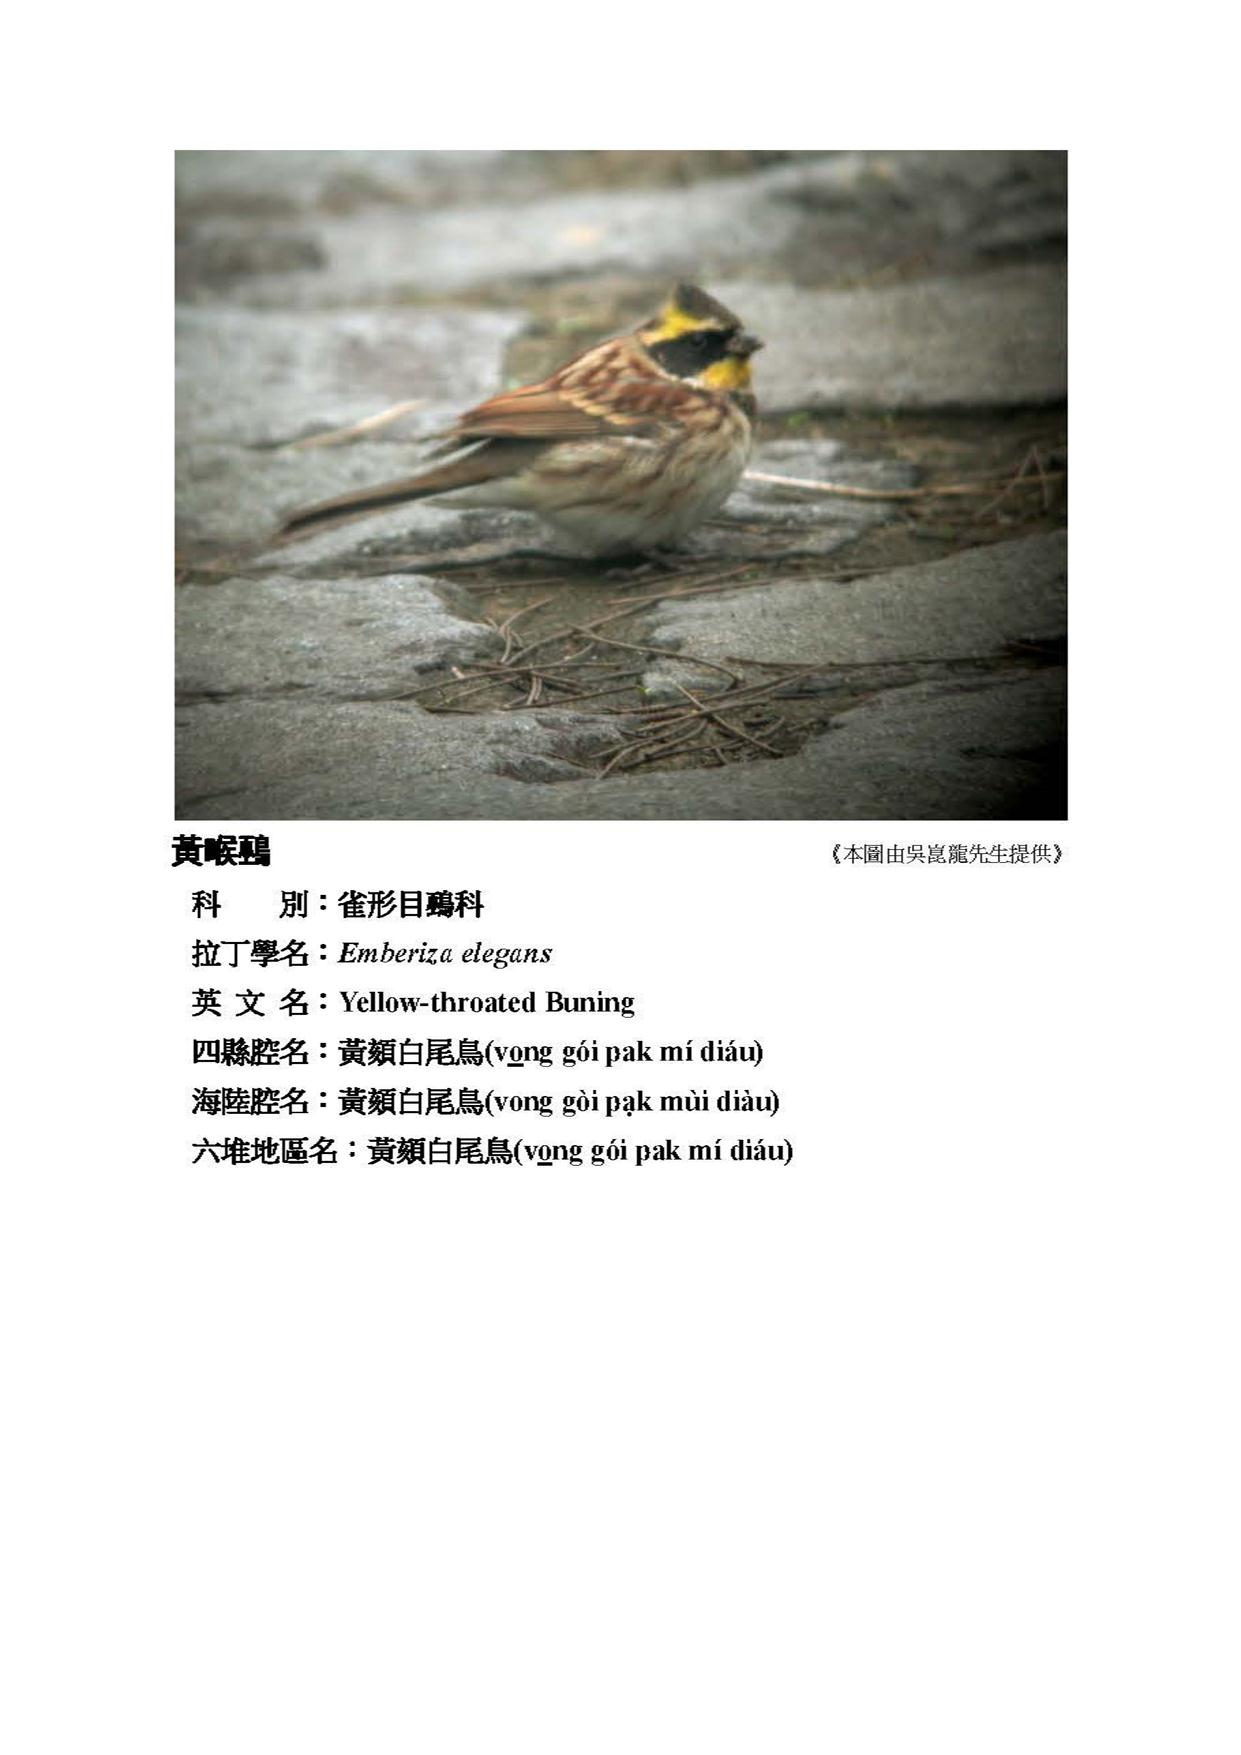 黃喉鵐
《本圖由吳崑龍先生提供》
科　　別：雀形目鵐科
拉丁學名：Emberiza elegans
英 文 名：Yellow-throated Buning
四縣腔名：黃頦白尾鳥(vo̲ng gói pak mí diáu)
海陸腔名：黃頦白尾鳥(vong gòi pạk mùi diàu)
六堆地區名：黃頦白尾鳥(vo̲ng gói pak mí diáu)